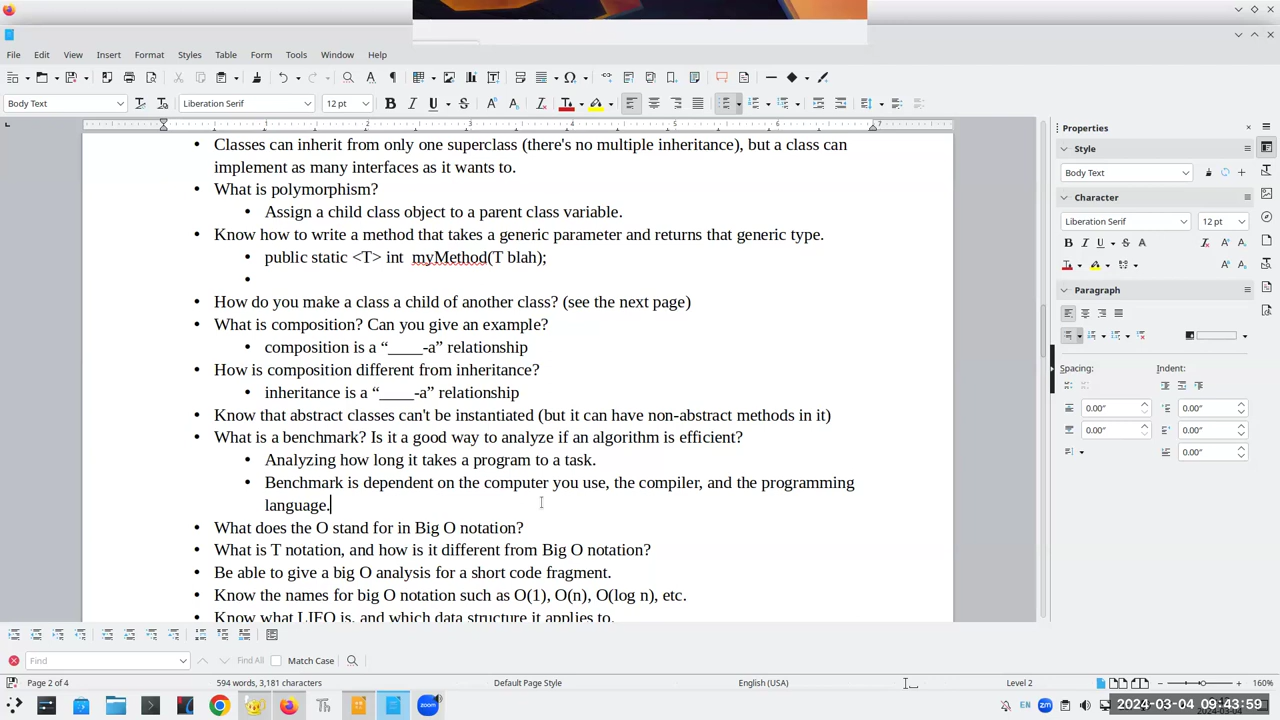 File Edit View Insert Format Styles Table Form Tools Window Help
Body Text Liberation Serif 12 pt
1 2 3 4 5 6 7
• Classes can inherit from only one superclass (there's no multiple inheritance), but a class can
implement as many interfaces as it wants to.
• What is polymorphism?
• Assign a child class object to a parent class variable.
• Know how to write a method that takes a generic parameter and returns that generic type.
• public static <T> int myMethod(T blah);
•
• How do you make a class a child of another class? (see the next page)
• What is composition? Can you give an example?
• composition is a “____-a” relationship
• How is composition different from inheritance?
• inheritance is a “____-a” relationship
• Know that abstract classes can't be instantiated (but it can have non-abstract methods in it)
• What is a benchmark? Is it a good way to analyze if an algorithm is efficient?
• Analyzing how long it takes a program to a task.
• Benchmark is dependent on the computer you use, the compiler, and the programming
language.
• What does the O stand for in Big O notation?
• What is T notation, and how is it different from Big O notation?
• Be able to give a big O analysis for a short code fragment.
• Know the names for big O notation such as O(1), O(n), O(log n), etc.
• Know what LIFO is, and which data structure it applies to.
Properties
Style
Body Text
Character
Liberation Serif 12 pt
Paragraph
Spacing: Indent:
0.00" 0.00"
0.00" 0.00"
0.00"
Find Find All Match Case
Page 2 of 4 594 words, 3,181 characters Default Page Style English (USA) Level 2 160%
Th zoom EN zm 2024-03-04 09:43:59